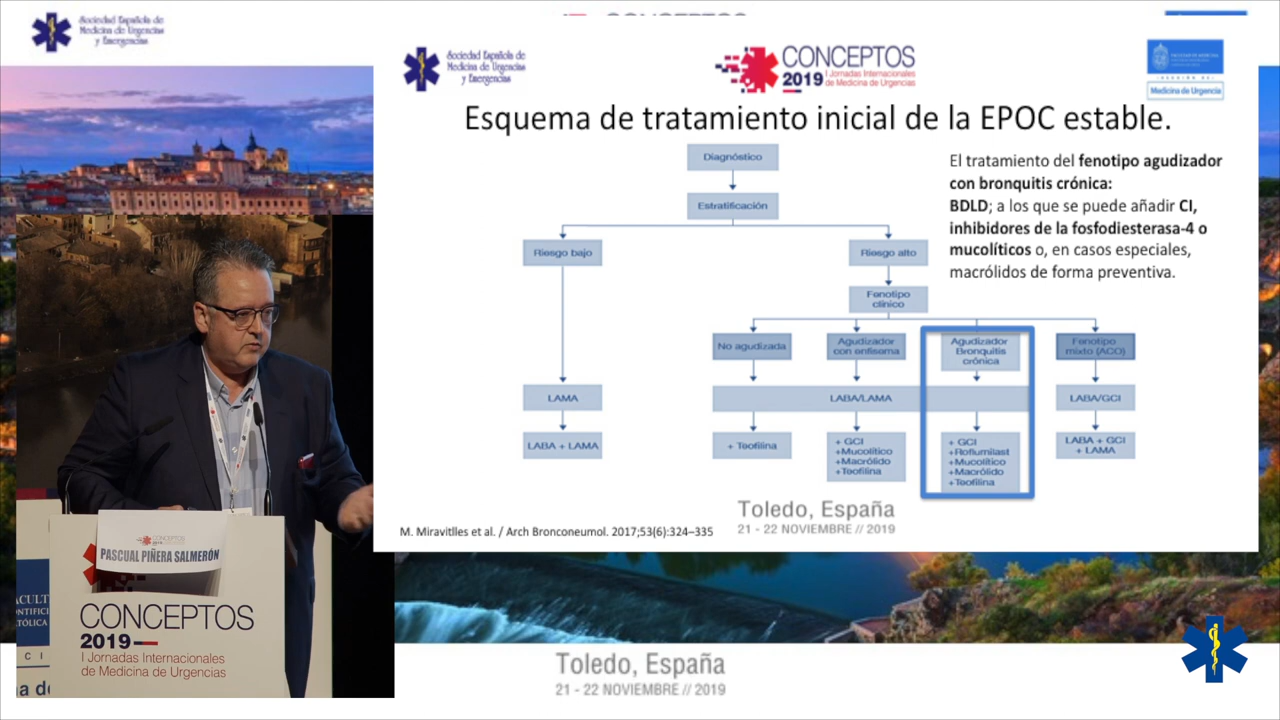 Sociedad Española de
Medicina de Urgencias
y Emergencias
Sociedad Española de
Medicina de Urgencias
y Emergencias
CONCEPTOS
2019 I Jornadas Internacionales
de Medicina de Urgencias
Medicina de Urgencia
Esquema de tratamiento inicial de la EPOC estable.
Diagnóstico
Estratificación
Riesgo bajo
Riesgo alto
Fenotipo
clínico
No agudizada
Agudizador
con enfisema
Agudizador
Bronquitis
crónica
Fenotipo
mixto (ACO)
LAMA
LABA/LAMA
LABA/GCI
LABA + LAMA
+ Teofilina
+ GCI
+Mucolítico
+Macrólido
+Teofilina
+ GCI
+Roflumilast
+Mucolítico
+Macrólido
+Teofilina
LABA + GCI
+ LAMA
El tratamiento del fenotipo agudizador
con bronquitis crónica:
BDLD; a los que se puede añadir CI,
inhibidores de la fosfodiesterasa-4 o
mucolíticos o, en casos especiales,
macrólidos de forma preventiva.
M. Miravitlles et al. / Arch Bronconeumol. 2017;53(6):324–335
Toledo, España
21 - 22 NOVIEMBRE // 2019
PASCUAL PIÑERA SALMERÓN
CONCEPTOS
2019
I Jornadas Internacionales
de Medicina de Urgencias
Toledo, España
21 - 22 NOVIEMBRE // 2019